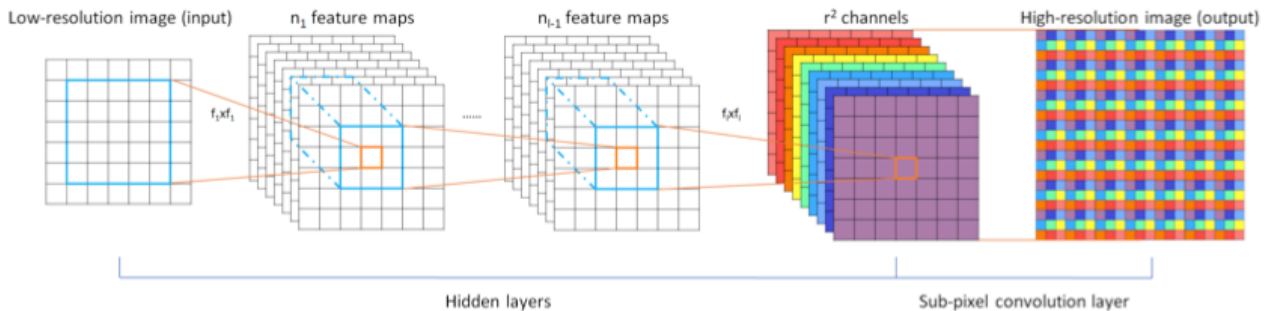 Low-resolution image (input)
n₁ feature maps
nₗ₋₁ feature maps
r² channels
High-resolution image (output)
f₁xf₁
......
fₗxfₗ
Hidden layers
Sub-pixel convolution layer